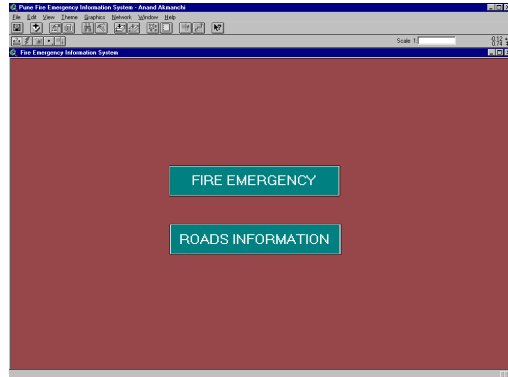 Pune Fire Emergency Information System - Anand Akmanchi
File Edit View Theme Graphics Network Window Help
Scale 1:
Fire Emergency Information System
FIRE EMERGENCY
ROADS INFORMATION